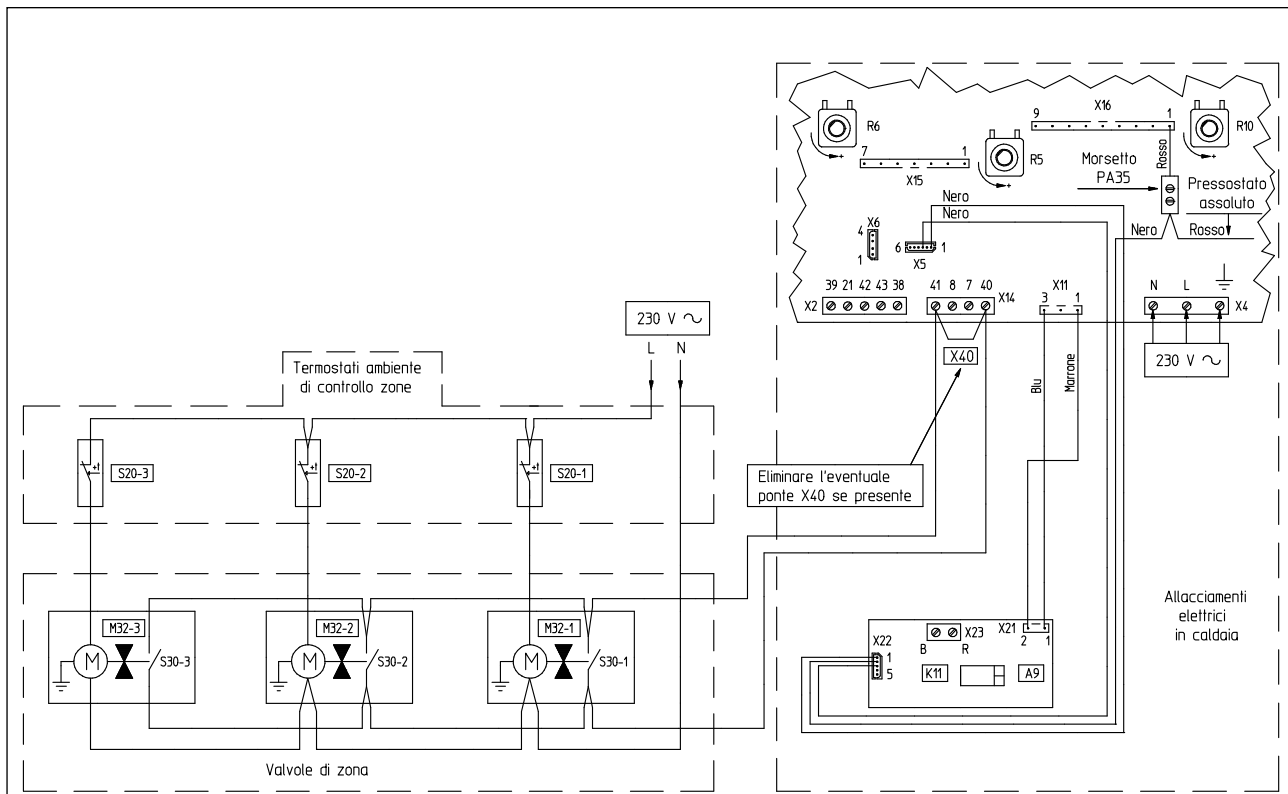 9
X16
1
R6
R10
7
1
X15
R5
Rosso
Morsetto
PA35
Pressostato
assoluto
Nero
Nero
Nero
Rosso
X6
4
1
6
1
X5
39 21 42 43 38
X2
41 8 7 40
X14
X11
3 1
N L
X4
X40
230 V ~
Blu
Marrone
230 V ~
L N
Termostati ambiente
di controllo zone
S20-3
S20-2
S20-1
+t
+t
+t
Eliminare l'eventuale
ponte X40 se presente
M32-3
M32-2
M32-1
M
M
M
S30-3
S30-2
S30-1
Valvole di zona
Allacciamenti
elettrici
in caldaia
X22
1
5
X23
B R
X21
2 1
K11
A9
+
+
+